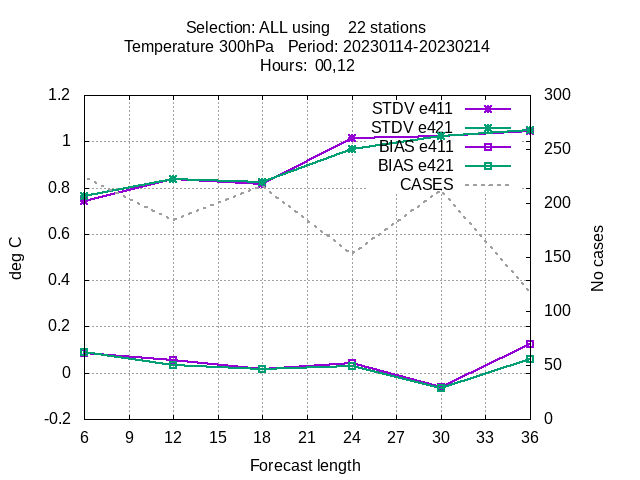 Selection: ALL using 22 stations
Temperature 300hPa Period: 20230114-20230214
Hours: 00,12
STDV e411
STDV e421
BIAS e411
BIAS e421
CASES
1.2
1
0.8
0.6
0.4
0.2
0
-0.2
deg C
300
250
200
150
100
50
0
No cases
6 9 12 15 18 21 24 27 30 33 36
Forecast length